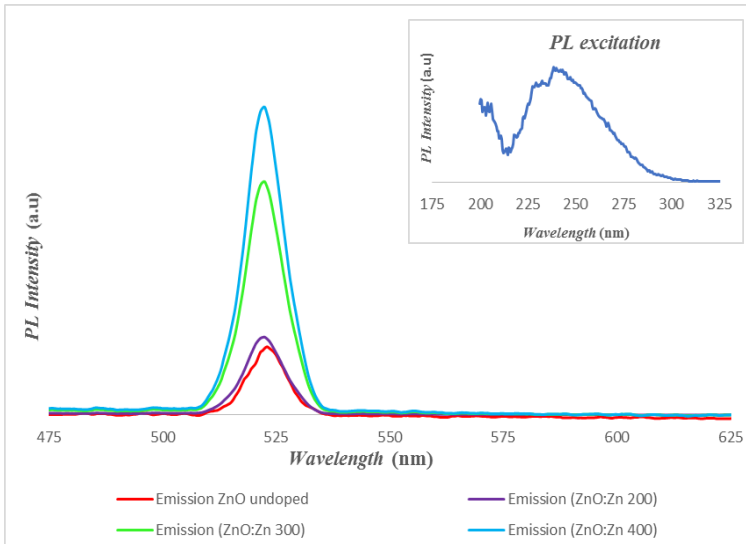 PL excitation
PL Intensity (a.u)
175 200 225 250 275 300 325
Wavelength (nm)
PL Intensity (a.u)
475 500 525 550 575 600 625
Wavelength (nm)
Emission ZnO undoped
Emission (ZnO:Zn 200)
Emission (ZnO:Zn 300)
Emission (ZnO:Zn 400)